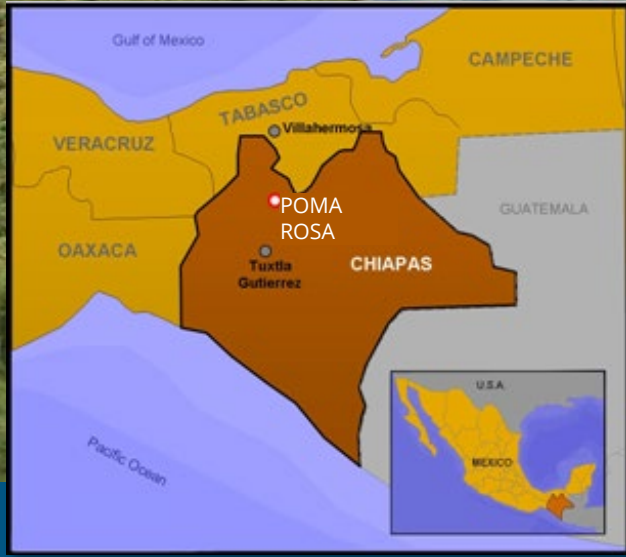 Gulf of Mexico
CAMPECHE
TABASCO
Villahermosa
VERACRUZ
POMA
ROSA
GUATEMALA
OAXACA
Tuxtla
Gutierrez
CHIAPAS
U.S.A.
MEXICO
Pacific Ocean